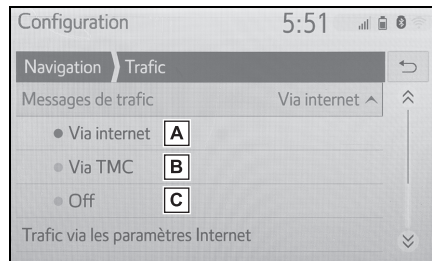 Configuration 5:51
Navigation Trafic
Messages de trafic Via internet
Via internet A
Via TMC B
Off C
Trafic via les paramètres Internet